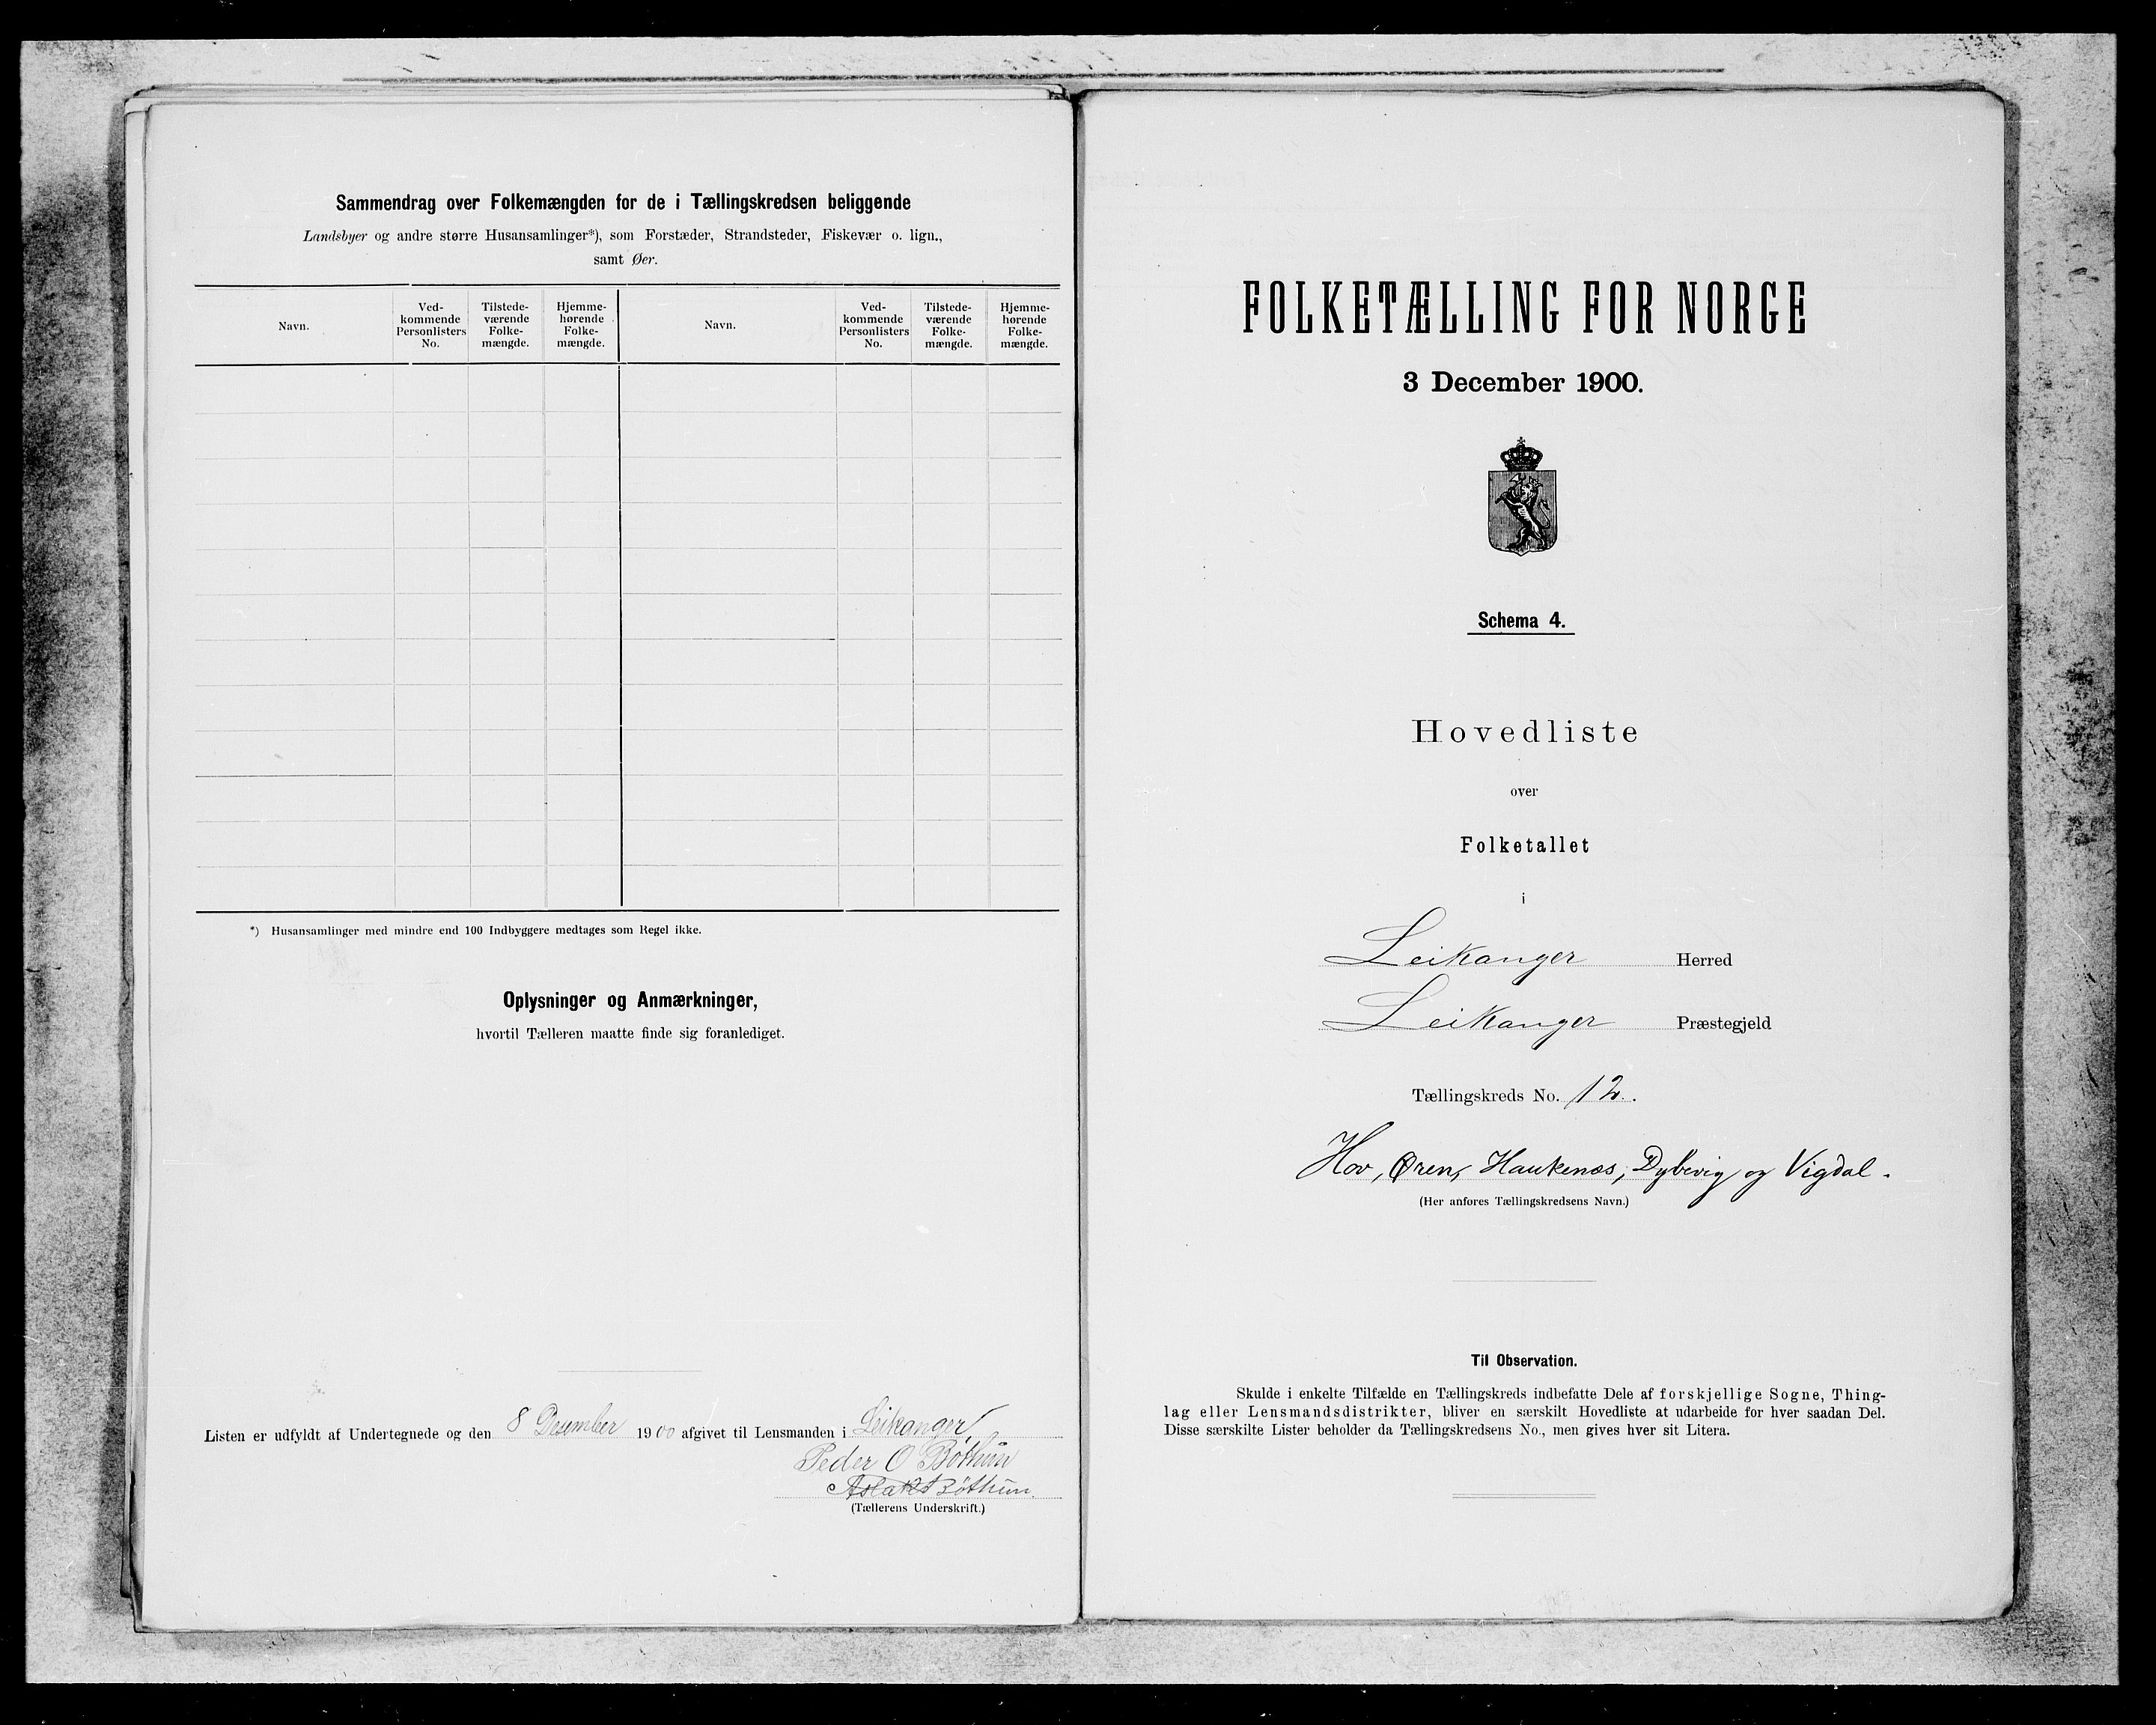 Sammendrag over Folkemængden for de i Tællingskredsen beliggende
Landsbyer og andre større Husansamlinger*), som Forstæder, Strandsteder, Fiskevær o. lign.,
samt Øer.
Navn.
Ved-
kommende
Personlisters
No.
Tilstede-
værende
Folke-
mængde.
Hjemme-
hørende
Folke-
mængde.
Navn.
Ved-
kommende
Personlisters
No.
Tilstede-
værende
Folke-
mængde.
Hjemme-
hørende
Folke-
mængde.
*) Husansamlinger med mindre end 100 Indbyggere medtages som Regel ikke.
Oplysninger og Anmærkninger,
hvortil Tælleren maatte finde sig foranlediget.
Listen er udfyldt af Undertegnede og den 8 Desember 1900 afgivet til Lensmanden i Leikanger,
Peder O Bøthun
Aslak Bøthun.
(Tællerens Underskrift.)
FOLKETÆLLING FOR NORGE
3 December 1900.
Schema 4.
Hovedliste
over
Folketallet
i
Leikanger Herred
Leikanger Præstegjeld
Tællingskreds No. 12.
Hov, Øren, Haukenæs, Dybevig og Vigdal.
(Her anføres Tællingskredsens Navn.)
Til Observation.
Skulde i enkelte Tilfælde en Tællingskreds indbefatte Dele af forskjellige Sogne, Thing-
lag eller Lensmandsdistrikter, bliver en særskilt Hovedliste at udarbeide for hver saadan Del.
Disse særskilte Lister beholder da Tællingskredsens No., men gives hver sit Litera.